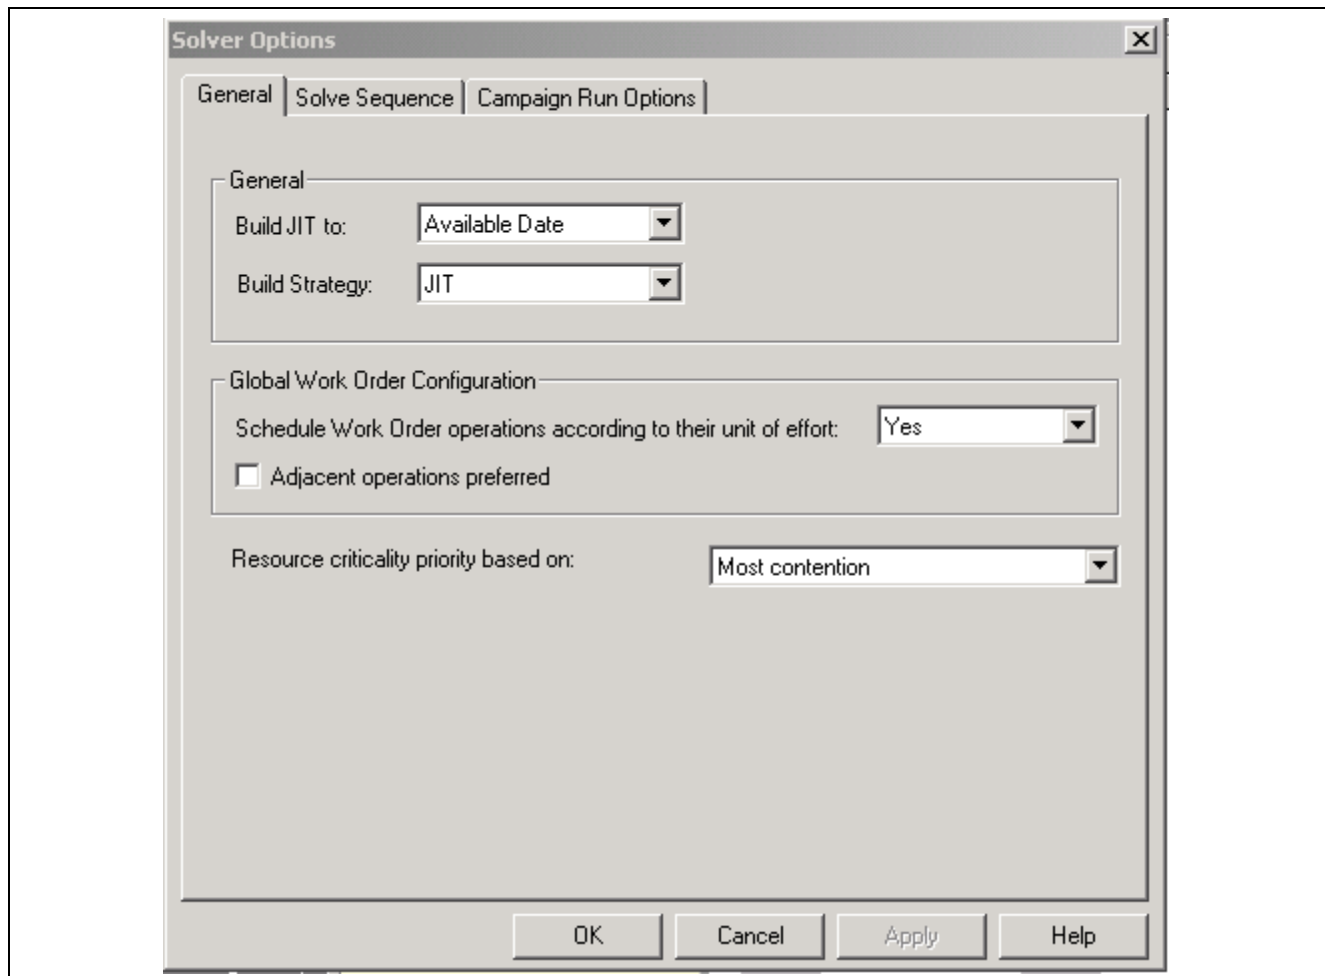 Solver Options
General Solve Sequence Campaign Run Options
General
Build JIT to: Available Date
Build Strategy: JIT
Global Work Order Configuration
Schedule Work Order operations according to their unit of effort: Yes
Adjacent operations preferred
Resource criticality priority based on: Most contention
OK Cancel Apply Help